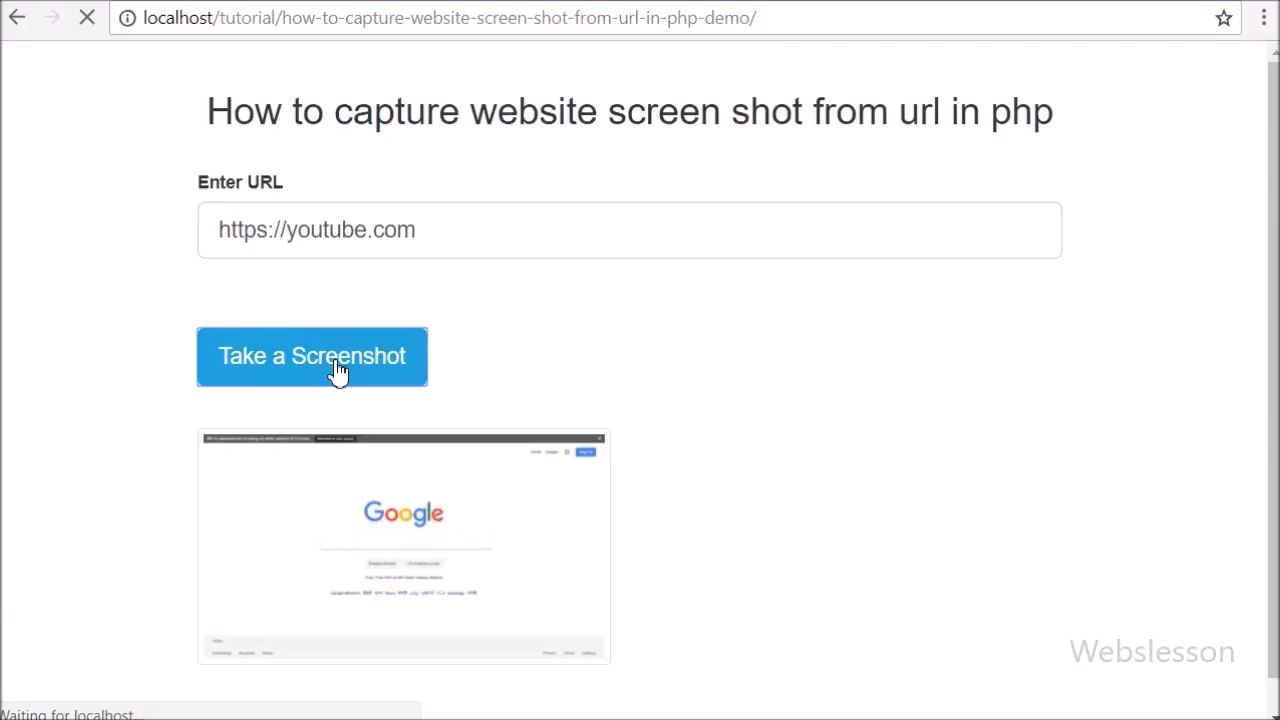 localhost/tutorial/how-to-capture-website-screen-shot-from-url-in-php-demo/
How to capture website screen shot from url in php
Enter URL
https://youtube.com
Take a Screenshot
Google
Webslesson
Waiting for localhost...